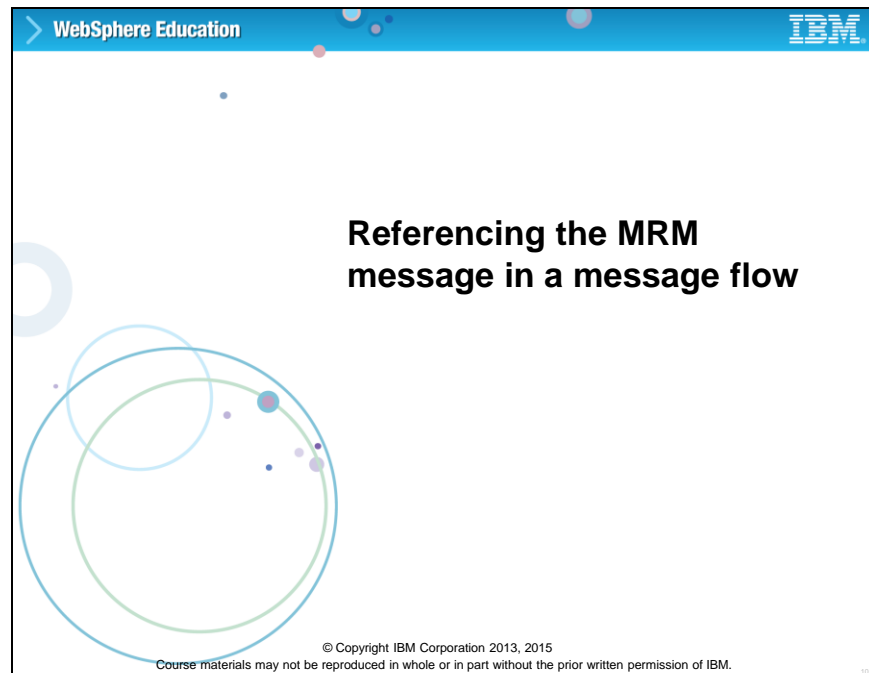 WebSphere Education
IBM
Referencing the MRM
message in a message flow
© Copyright IBM Corporation 2013, 2015
Course materials may not be reproduced in whole or in part without the prior written permission of IBM.